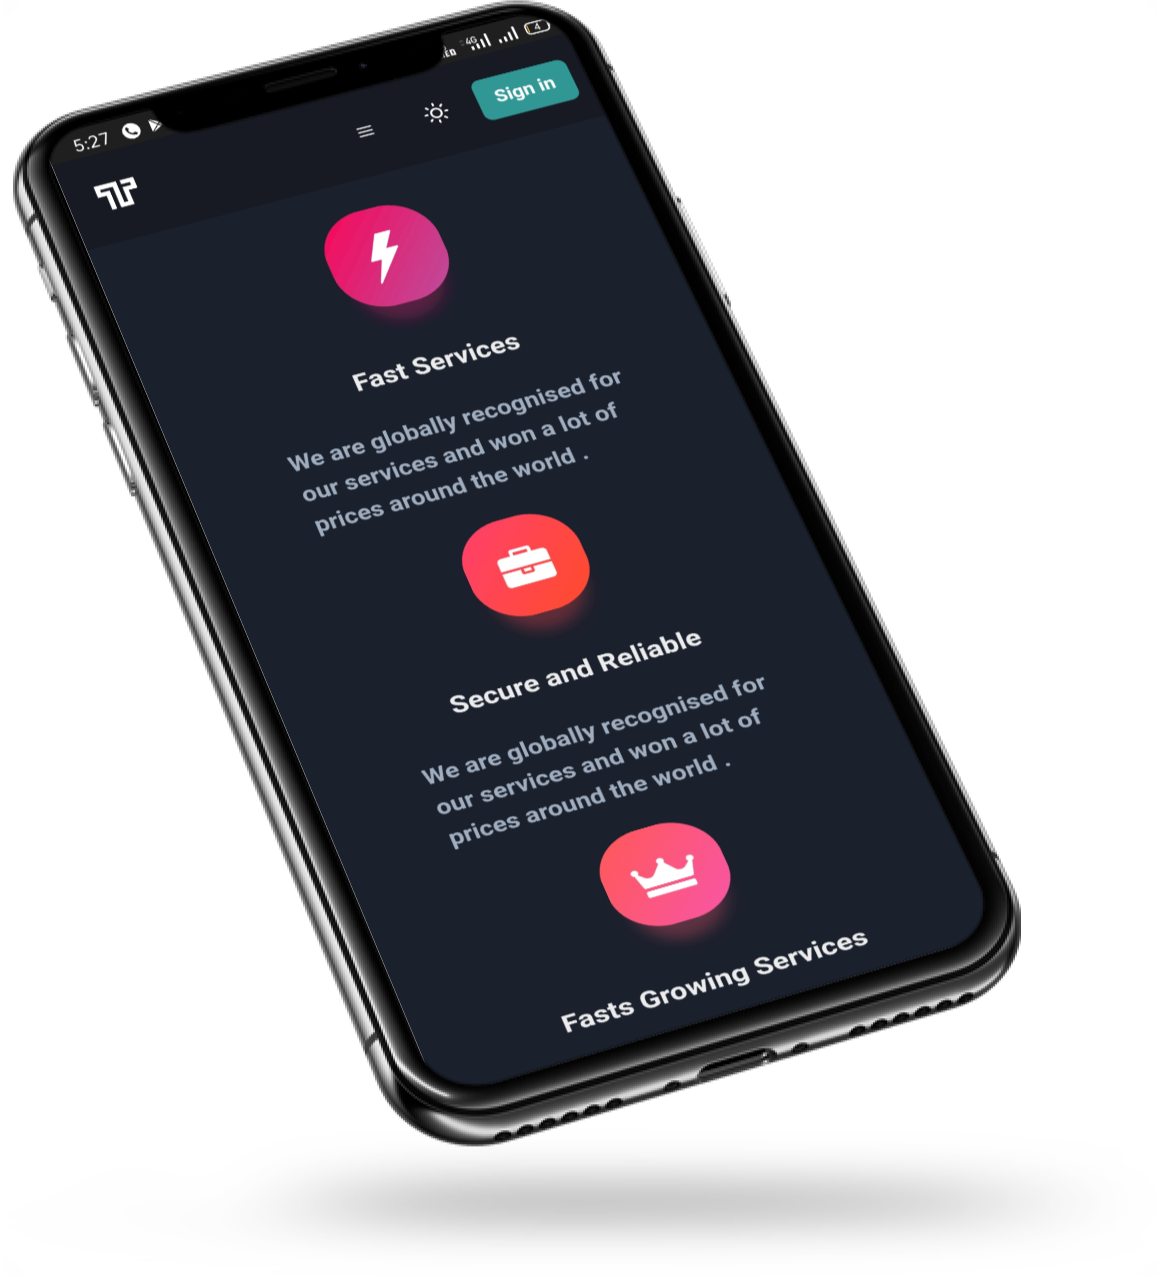 5:27
4G
4
Sign in
Fast Services
We are globally recognised for
our services and won a lot of
prices around the world .
Secure and Reliable
We are globally recognised for
our services and won a lot of
prices around the world .
Fasts Growing Services